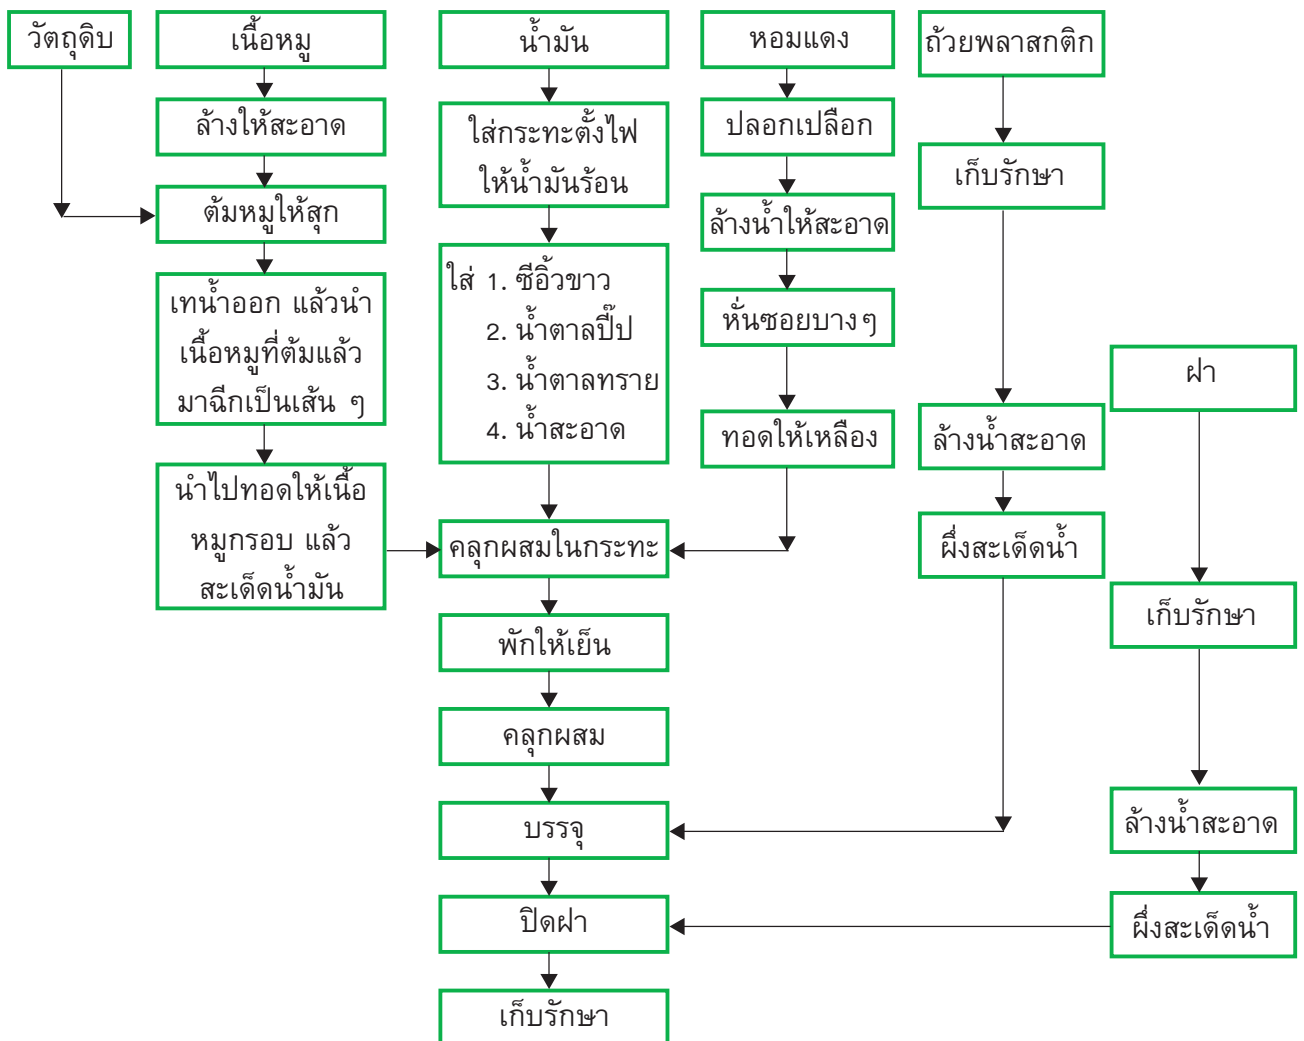 วัตถุดิบ
เนื้อหมู
ล้างให้สะอาด
ต้มหมูให้สุก
เทน้ำออก แล้วนำ
เนื้อหมูที่ต้มแล้ว
มาฉีกเป็นเส้น ๆ
นำไปทอดให้เนื้อ
หมูกรอบ แล้ว
สะเด็ดน้ำมัน
น้ำมัน
ใส่กระทะตั้งไฟ
ให้น้ำมันร้อน
ใส่ 1. ซีอิ้วขาว
2. น้ำตาลปี๊ป
3. น้ำตาลทราย
4. น้ำสะอาด
คลุกผสมในกระทะ
พักให้เย็น
คลุกผสม
บรรจุ
ปิดฝา
เก็บรักษา
หอมแดง
ปลอกเปลือก
ล้างน้ำให้สะอาด
หั่นซอยบางๆ
ทอดให้เหลือง
ถ้วยพลาสกติก
เก็บรักษา
ล้างน้ำสะอาด
ผึ่งสะเด็ดน้ำ
ฝา
เก็บรักษา
ล้างน้ำสะอาด
ผึ่งสะเด็ดน้ำ